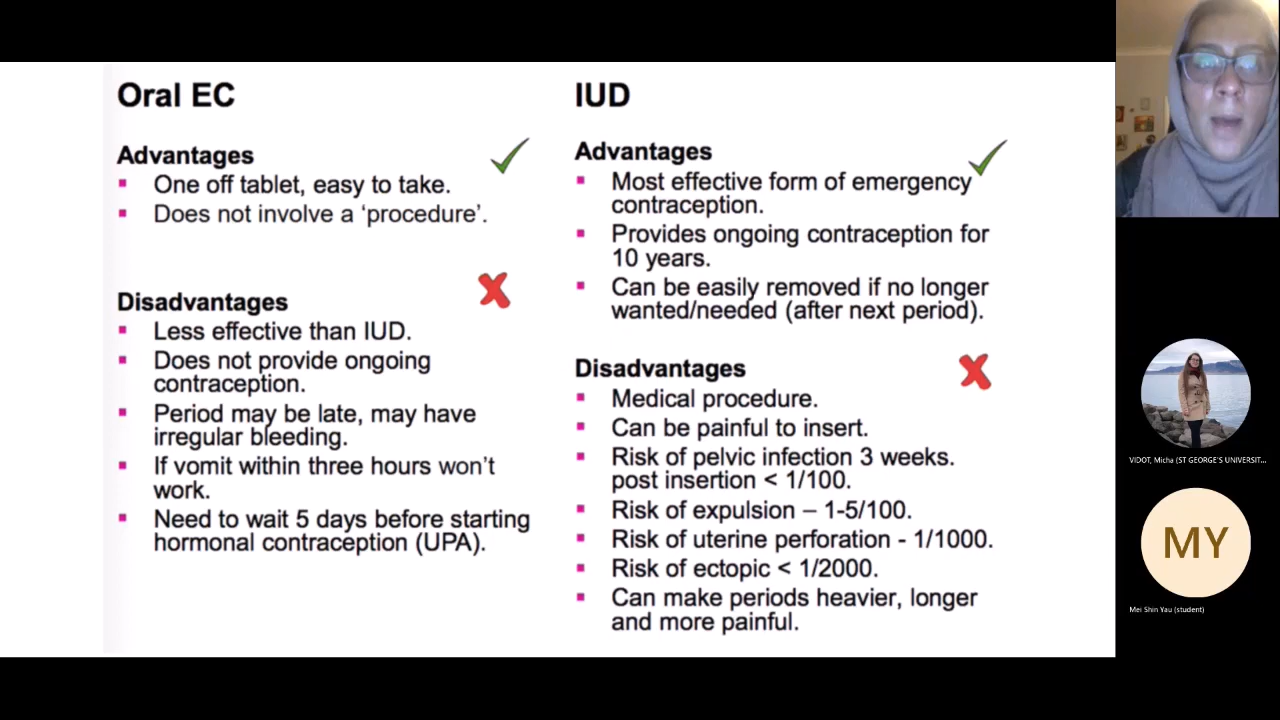 Oral EC
Advantages
One off tablet, easy to take.
Does not involve a ‘procedure’.
Disadvantages
Less effective than IUD.
Does not provide ongoing
contraception.
Period may be late, may have
irregular bleeding.
If vomit within three hours won’t
work.
Need to wait 5 days before starting
hormonal contraception (UPA).
IUD
Advantages
Most effective form of emergency
contraception.
Provides ongoing contraception for
10 years.
Can be easily removed if no longer
wanted/needed (after next period).
Disadvantages
Medical procedure.
Can be painful to insert.
Risk of pelvic infection 3 weeks.
post insertion < 1/100.
Risk of expulsion – 1-5/100.
Risk of uterine perforation - 1/1000.
Risk of ectopic < 1/2000.
Can make periods heavier, longer
and more painful.
VIDOT, Micha (ST GEORGE'S UNIVERSIT...
MY
Mei Shin Yau (student)